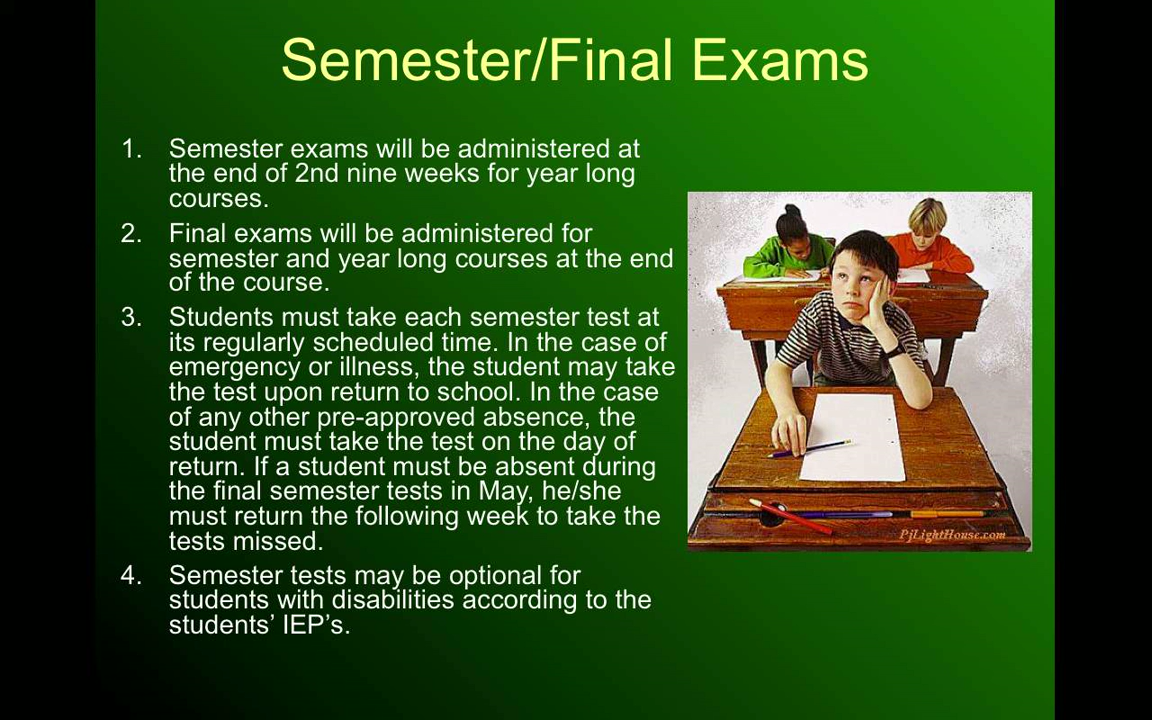 Semester/Final Exams
1. Semester exams will be administered at
the end of 2nd nine weeks for year long
courses.
2. Final exams will be administered for
semester and year long courses at the end
of the course.
3. Students must take each semester test at
its regularly scheduled time. In the case of
emergency or illness, the student may take
the test upon return to school. In the case
of any other pre-approved absence, the
student must take the test on the day of
return. If a student must be absent during
the final semester tests in May, he/she
must return the following week to take the
tests missed.
4. Semester tests may be optional for
students with disabilities according to the
students’ IEP’s.
PjLightHouse.com